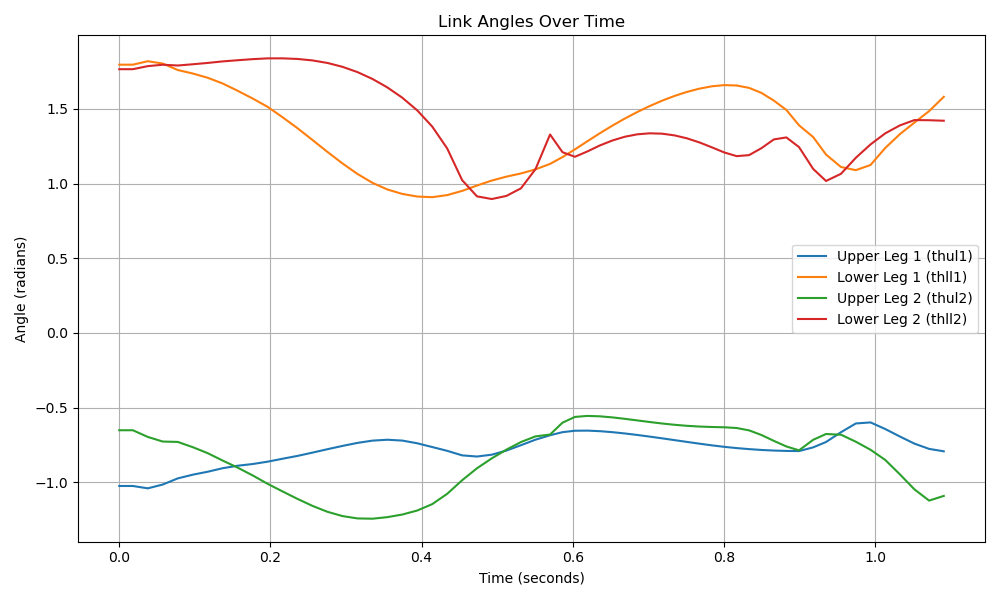 Link Angles Over Time
Angle (radians)
1.5
1.0
0.5
0.0
−0.5
−1.0
Upper Leg 1 (thul1)
Lower Leg 1 (thll1)
Upper Leg 2 (thul2)
Lower Leg 2 (thll2)
0.0 0.2 0.4 0.6 0.8 1.0
Time (seconds)